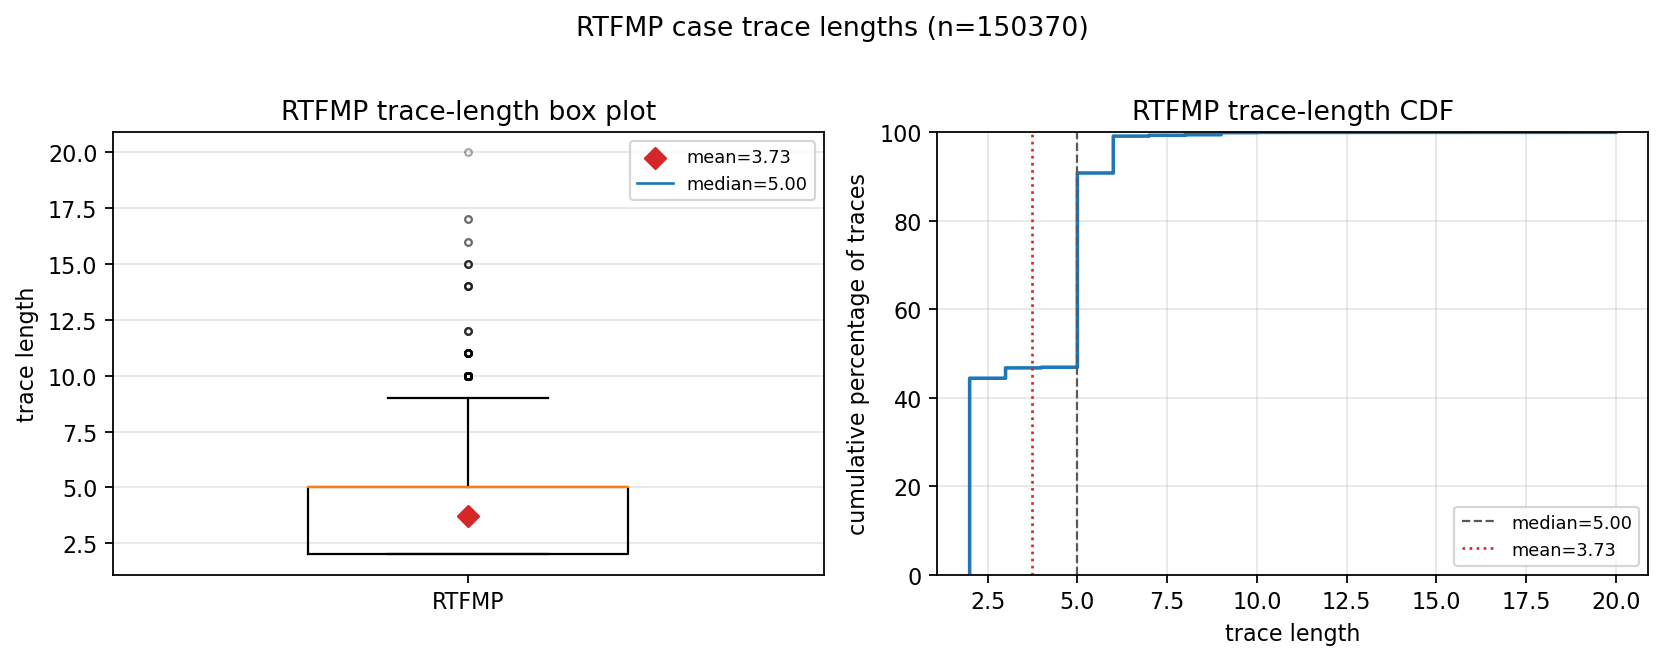 RTFMP case trace lengths (n=150370)
RTFMP trace-length box plot
trace length
20.0
17.5
15.0
12.5
10.0
7.5
5.0
2.5
RTFMP
mean=3.73
median=5.00
RTFMP trace-length CDF
cumulative percentage of traces
100
80
60
40
20
0
2.5 5.0 7.5 10.0 12.5 15.0 17.5 20.0
trace length
median=5.00
mean=3.73